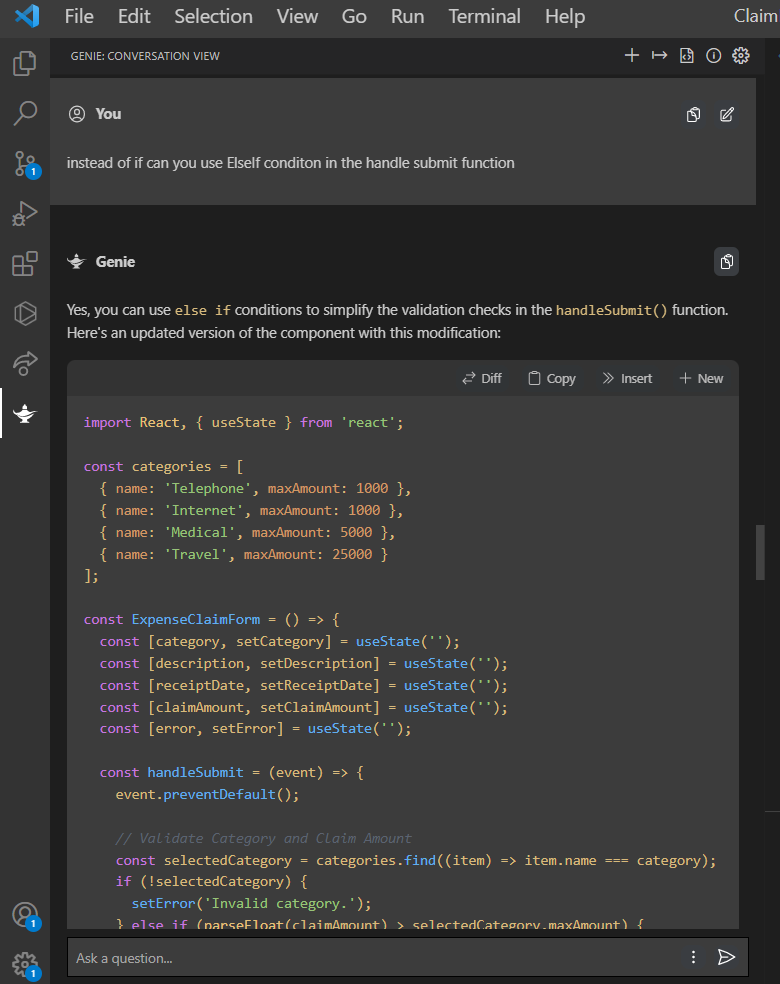 File Edit Selection View Go Run Terminal Help Claim
GENIE: CONVERSATION VIEW
You
instead of if can you use ElseIf conditon in the handle submit function
1
Genie
Yes, you can use else if conditions to simplify the validation checks in the handleSubmit() function.
Here's an updated version of the component with this modification:
Diff Copy Insert New
import React, { useState } from 'react';
const categories = [
{ name: 'Telephone', maxAmount: 1000 },
{ name: 'Internet', maxAmount: 1000 },
{ name: 'Medical', maxAmount: 5000 },
{ name: 'Travel', maxAmount: 25000 }
];
const ExpenseClaimForm = () => {
const [category, setCategory] = useState('');
const [description, setDescription] = useState('');
const [receiptDate, setReceiptDate] = useState('');
const [claimAmount, setClaimAmount] = useState('');
const [error, setError] = useState('');
const handleSubmit = (event) => {
event.preventDefault();
// Validate Category and Claim Amount
const selectedCategory = categories.find((item) => item.name === category);
if (!selectedCategory) {
setError('Invalid category.');
} else if (parseFloat(claimAmount) > selectedCategory.maxAmount) {
1
Ask a question...
1